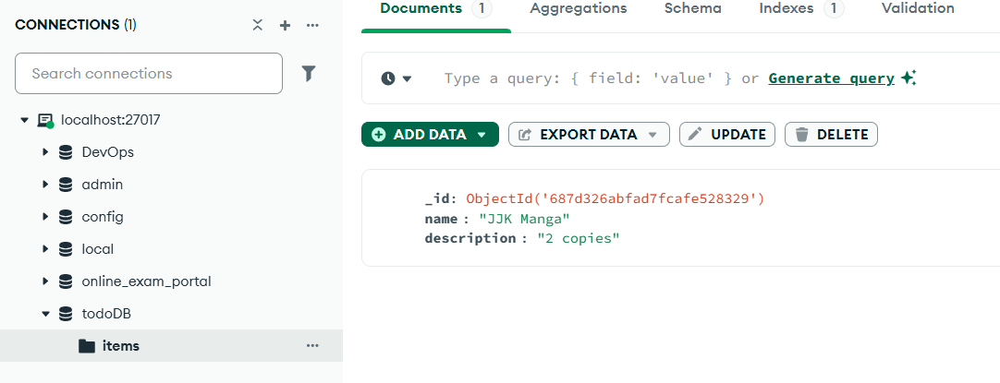 CONNECTIONS (1)
Search connections
localhost:27017
DevOps
admin
config
local
online_exam_portal
todoDB
items
Documents 1 Aggregations Schema Indexes 1 Validation
Type a query: { field: 'value' } or Generate query
ADD DATA EXPORT DATA UPDATE DELETE
_id: ObjectId('687d326abfad7fcafe528329')
name : "JJK Manga"
description : "2 copies"